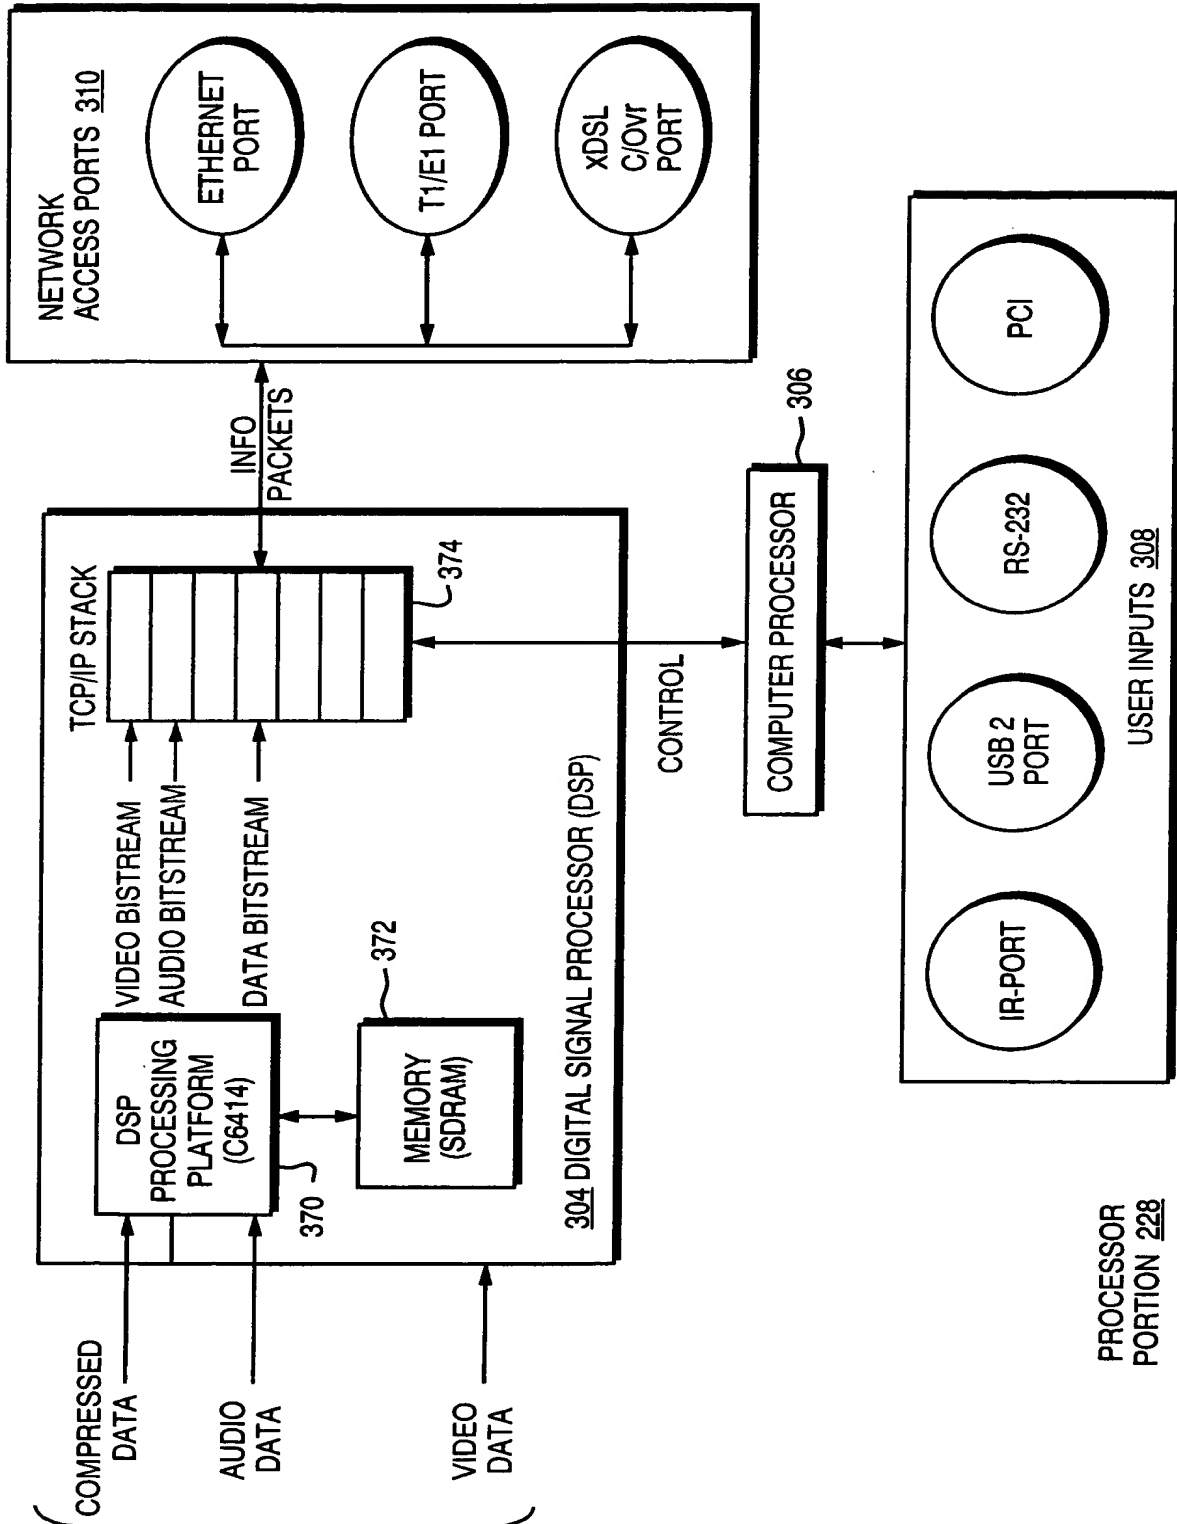 COMPRESSED
DATA
AUDIO
DATA
VIDEO
DATA
DSP
PROCESSING
PLATFORM
(C6414)
370
MEMORY
(SDRAM)
372
VIDEO BISTREAM
AUDIO BITSTREAM
DATA BITSTREAM
TCP/IP STACK
374
304 DIGITAL SIGNAL PROCESSOR (DSP)
INFO
PACKETS
NETWORK
ACCESS PORTS 310
ETHERNET
PORT
T1/E1 PORT
xDSL
C/Ovr
PORT
CONTROL
COMPUTER PROCESSOR
306
IR-PORT
USB 2
PORT
RS-232
PCI
USER INPUTS 308
PROCESSOR
PORTION 228